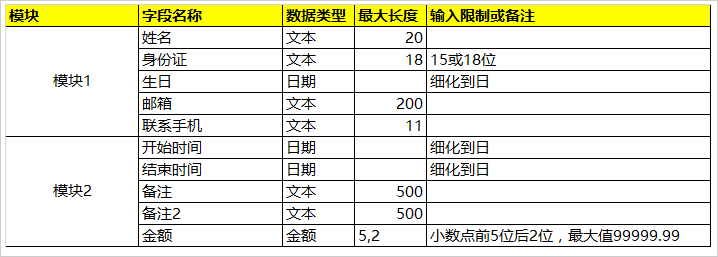 模块 字段名称 数据类型 最大长度 输入限制或备注
模块1
姓名 文本 20
身份证 文本 18 15或18位
生日 日期 细化到日
邮箱 文本 200
联系手机 文本 11
模块2
开始时间 日期 细化到日
结束时间 日期 细化到日
备注 文本 500
备注2 文本 500
金额 金额 5,2 小数点前5位后2位，最大值99999.99